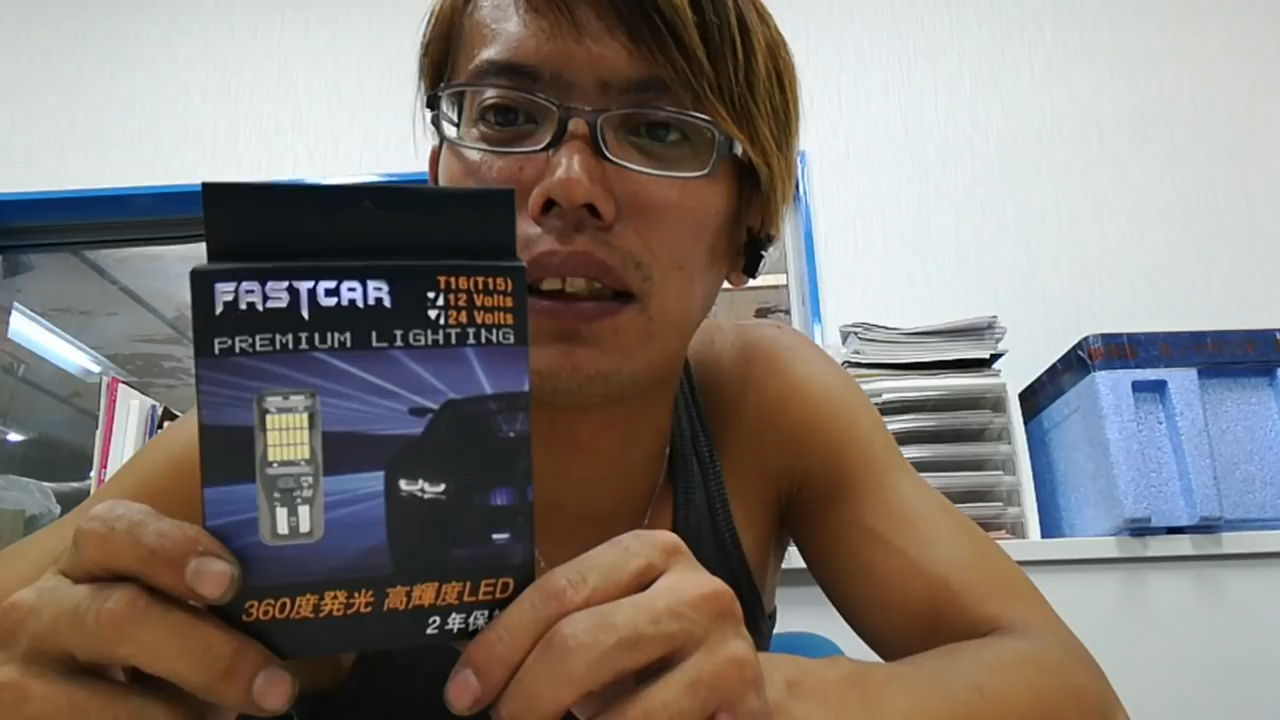 FASTCAR
T16(T15)
12 Volts
24 Volts
PREMIUM LIGHTING
360度発光 高輝度LED
2年保